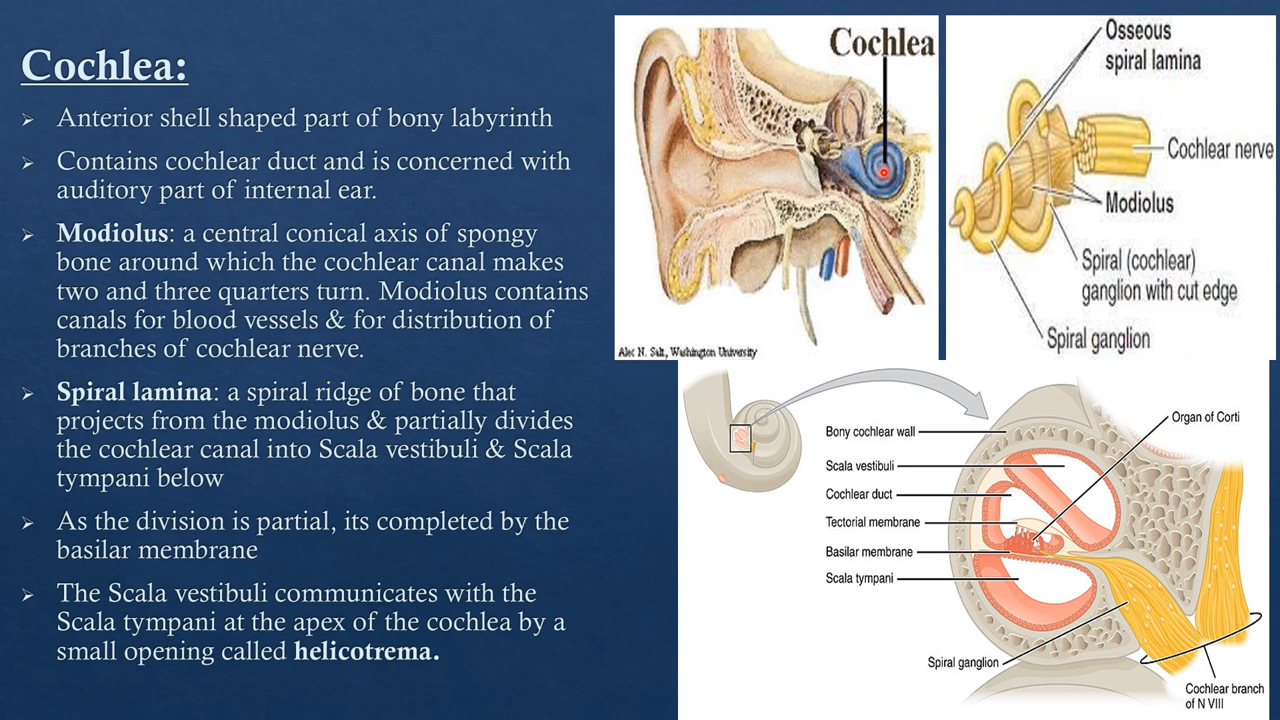 Cochlea:
➢ Anterior shell shaped part of bony labyrinth
➢ Contains cochlear duct and is concerned with
auditory part of internal ear.
➢ Modiolus: a central conical axis of spongy
bone around which the cochlear canal makes
two and three quarters turn. Modiolus contains
canals for blood vessels & for distribution of
branches of cochlear nerve.
➢ Spiral lamina: a spiral ridge of bone that
projects from the modiolus & partially divides
the cochlear canal into Scala vestibuli & Scala
tympani below
➢ As the division is partial, its completed by the
basilar membrane
➢ The Scala vestibuli communicates with the
Scala tympani at the apex of the cochlea by a
small opening called helicotrema.
Cochlea
Alec N. Salt, Washington University
Osseous
spiral lamina
Cochlear nerve
Modiolus
Spiral (cochlear)
ganglion with cut edge
Spiral ganglion
Organ of Corti
Bony cochlear wall
Scala vestibuli
Cochlear duct
Tectorial membrane
Basilar membrane
Scala tympani
Spiral ganglion
Cochlear branch
of N VIII